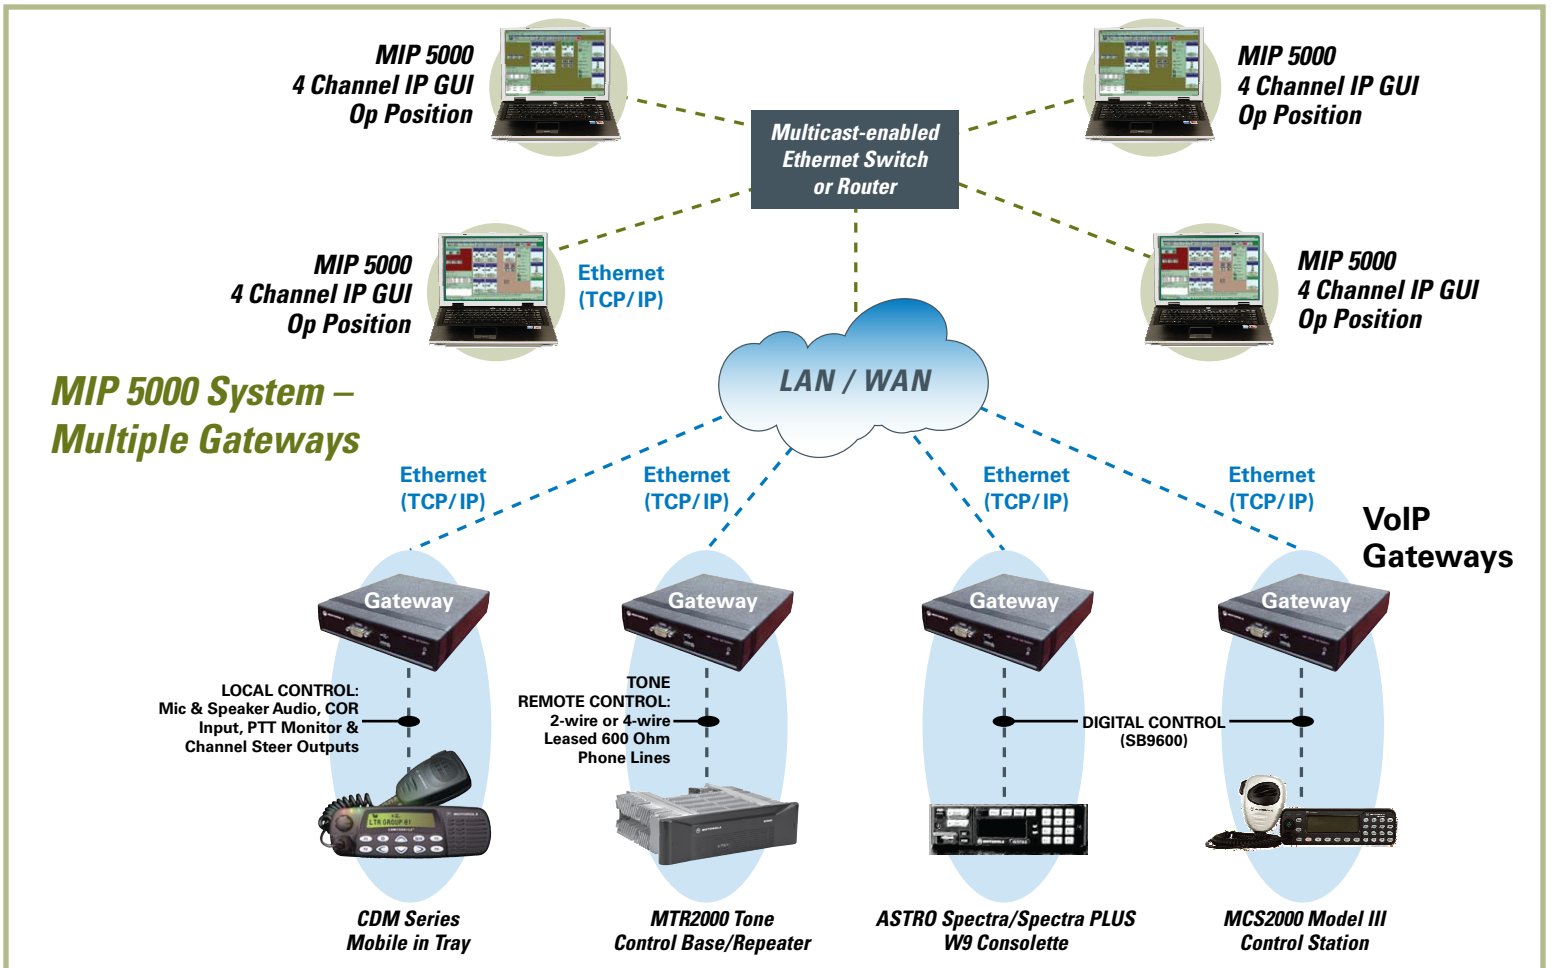 MIP 5000
4 Channel IP GUI
Op Position
MIP 5000
4 Channel IP GUI
Op Position
Multicast-enabled
Ethernet Switch
or Router
MIP 5000
4 Channel IP GUI
Op Position
Ethernet
(TCP/IP)
MIP 5000
4 Channel IP GUI
Op Position
LAN / WAN
MIP 5000 System –
Multiple Gateways
Ethernet
(TCP/IP)
Ethernet
(TCP/IP)
Ethernet
(TCP/IP)
Ethernet
(TCP/IP)
VoIP
Gateways
Gateway
Gateway
Gateway
Gateway
LOCAL CONTROL:
Mic & Speaker Audio, COR
Input, PTT Monitor &
Channel Steer Outputs
TONE
REMOTE CONTROL:
2-wire or 4-wire
Leased 600 Ohm
Phone Lines
DIGITAL CONTROL
(SB9600)
LTR GROUP 01
MOTOROLA
MOTOROLA
CDM Series
Mobile in Tray
MTR2000 Tone
Control Base/Repeater
ASTRO Spectra/Spectra PLUS
W9 Consolette
MCS2000 Model III
Control Station